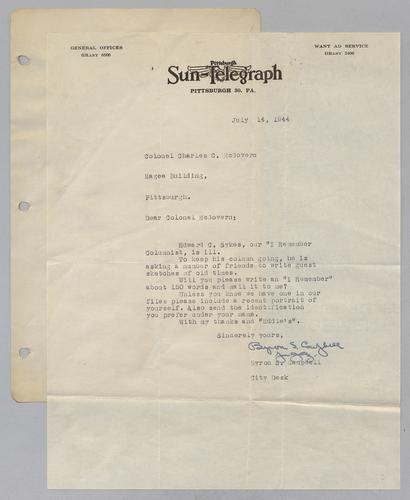 GENERAL OFFICES
GRANT 6500
WANT AD SERVICE
GRANT 2400
Pittsburgh
Sun-Telegraph
PITTSBURGH 30, PA.
July 14, 1944
Colonel Charles C. McGovern
Magee Building,
Pittsburgh.
Dear Colonel McGovern;
Edward C. Sykes, our "I Remember
Columnist, is ill.
To keep his column going, he is
asking a number of friends to write guest
sketches of old times.
Will you please write an "I Remember"
about 150 words and mail it to me?
Unless you know we have one in our
files please include a recent portrait of
yourself. Also send the identification
you prefer under your name.
With my thanks and "Eddie's".
Sincerely yours,
Byron S. Campbell
Byron S. Campbell
City Desk